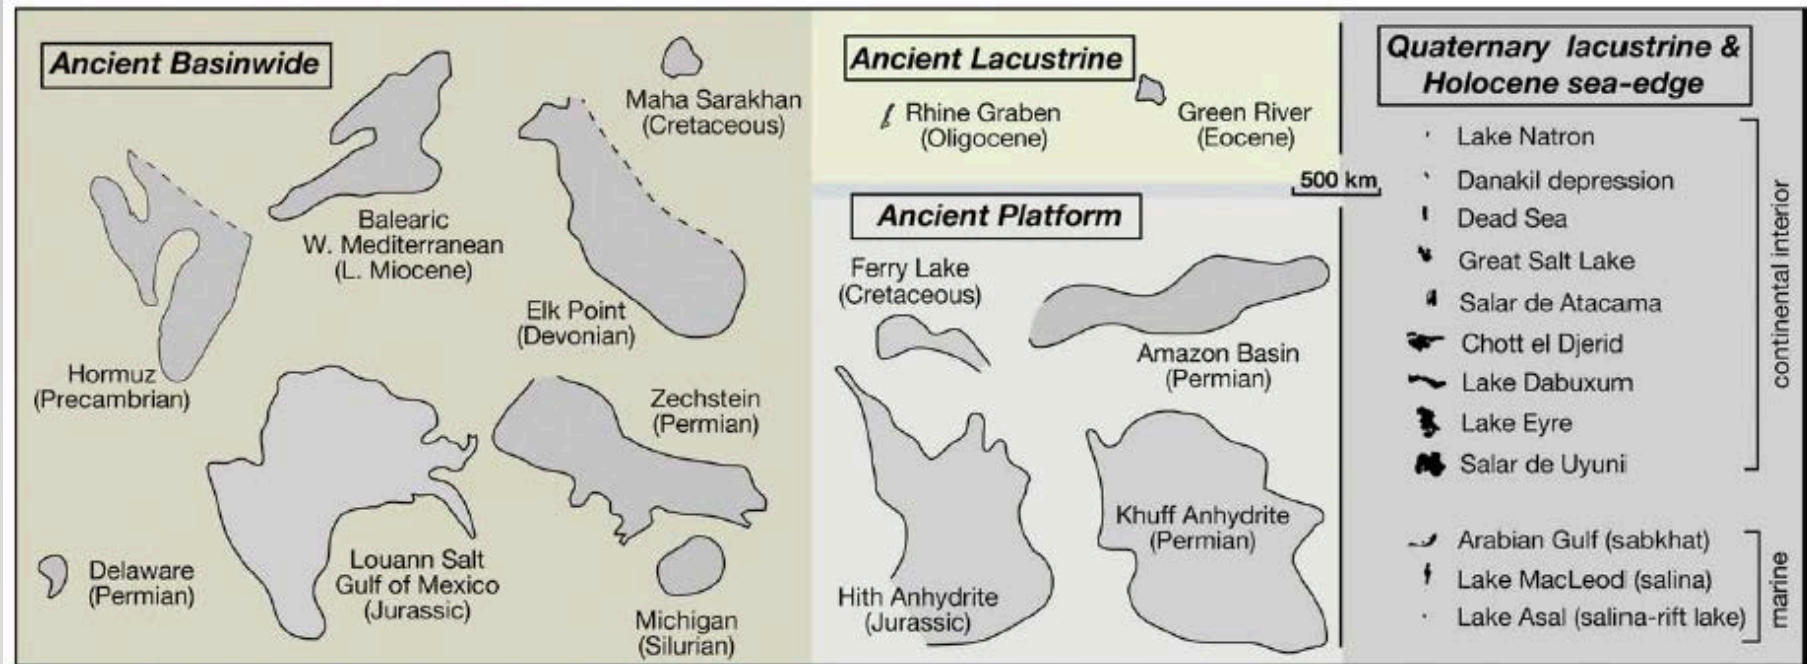 Ancient Basinwide
Maha Sarakhan
(Cretaceous)
Balearic
W. Mediterranean
(L. Miocene)
Elk Point
(Devonian)
Hormuz
(Precambrian)
Zechstein
(Permian)
Louann Salt
Gulf of Mexico
(Jurassic)
Delaware
(Permian)
Michigan
(Silurian)
Ancient Lacustrine
Rhine Graben
(Oligocene)
Green River
(Eocene)
500 km
Ancient Platform
Ferry Lake
(Cretaceous)
Amazon Basin
(Permian)
Khuff Anhydrite
(Permian)
Hith Anhydrite
(Jurassic)
Quaternary lacustrine &
Holocene sea-edge
Lake Natron
Danakil depression
Dead Sea
Great Salt Lake
Salar de Atacama
Chott el Djerid
Lake Dabuxum
Lake Eyre
Salar de Uyuni
continental interior
Arabian Gulf (sabkhat)
Lake MacLeod (salina)
Lake Asal (salina-rift lake)
marine